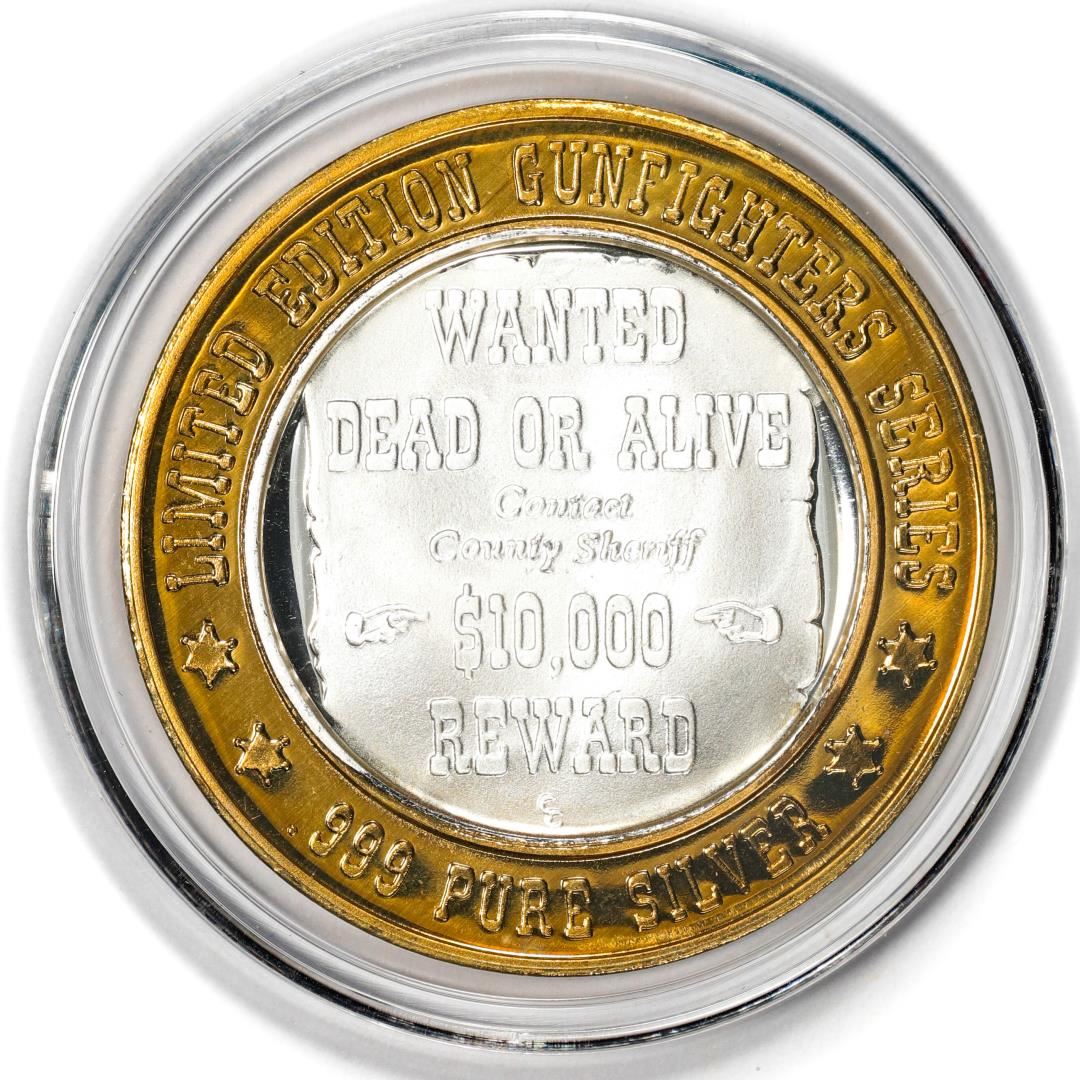 LIMITED EDITION GUNFIGHTERS SERIES
WANTED
DEAD OR ALIVE
Contact
County Sheriff
$10,000
REWARD
.999 PURE SILVER